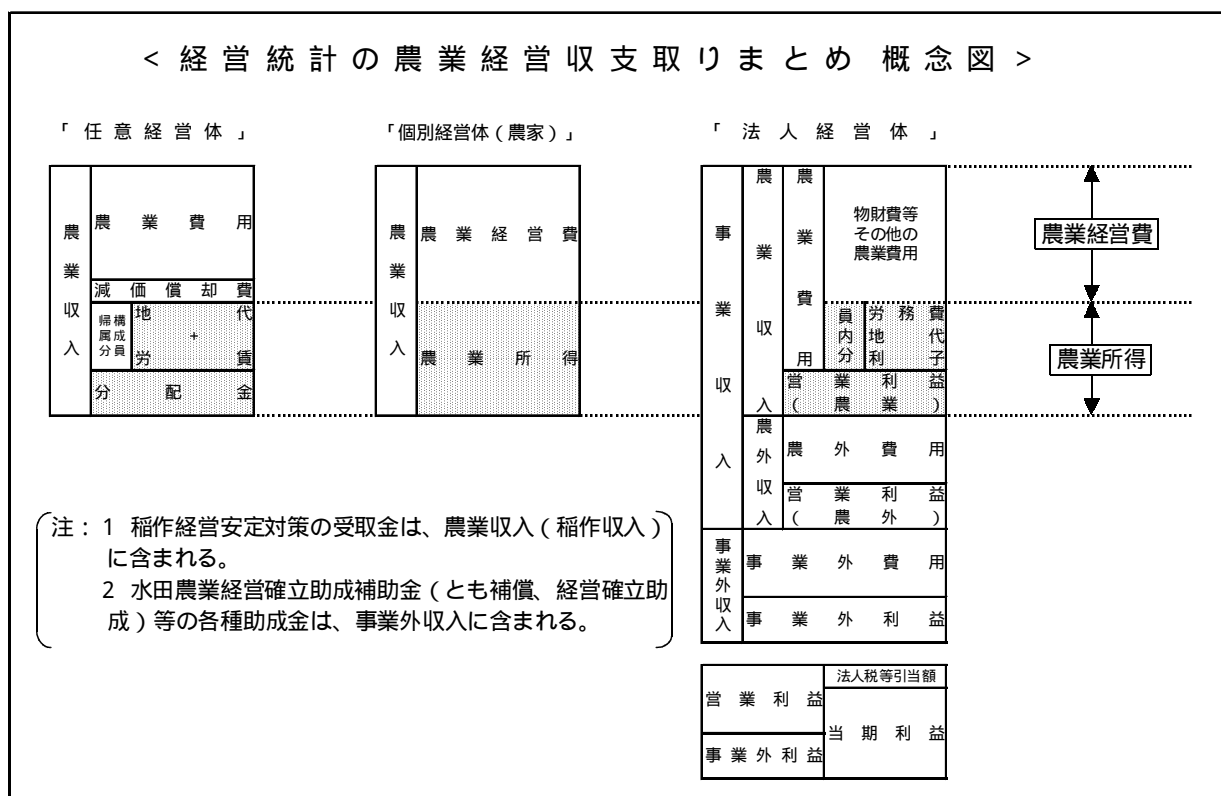 ＜経営統計の農業経営収支取りまとめ 概念図＞
「任意経営体」
農業収入
農業費用
減価償却費
構成員帰属分
地代
＋
労賃
分配金
「個別経営体（農家）」
農業収入
農業経営費
農業所得
「法人経営体」
事業収入
農業収入
農業費用
物財費等
その他の
農業費用
員内分
労務費
地代
利子
営業利益
（農業）
農外収入
農外費用
営業利益
（農外）
事業外収入
事業外費用
事業外利益
農業経営費
農業所得
注：１ 稲作経営安定対策の受取金は、農業収入（稲作収入）
に含まれる。
２ 水田農業経営確立助成補助金（とも補償、経営確立助
成）等の各種助成金は、事業外収入に含まれる。
営業利益
事業外利益
法人税等引当額
当期利益